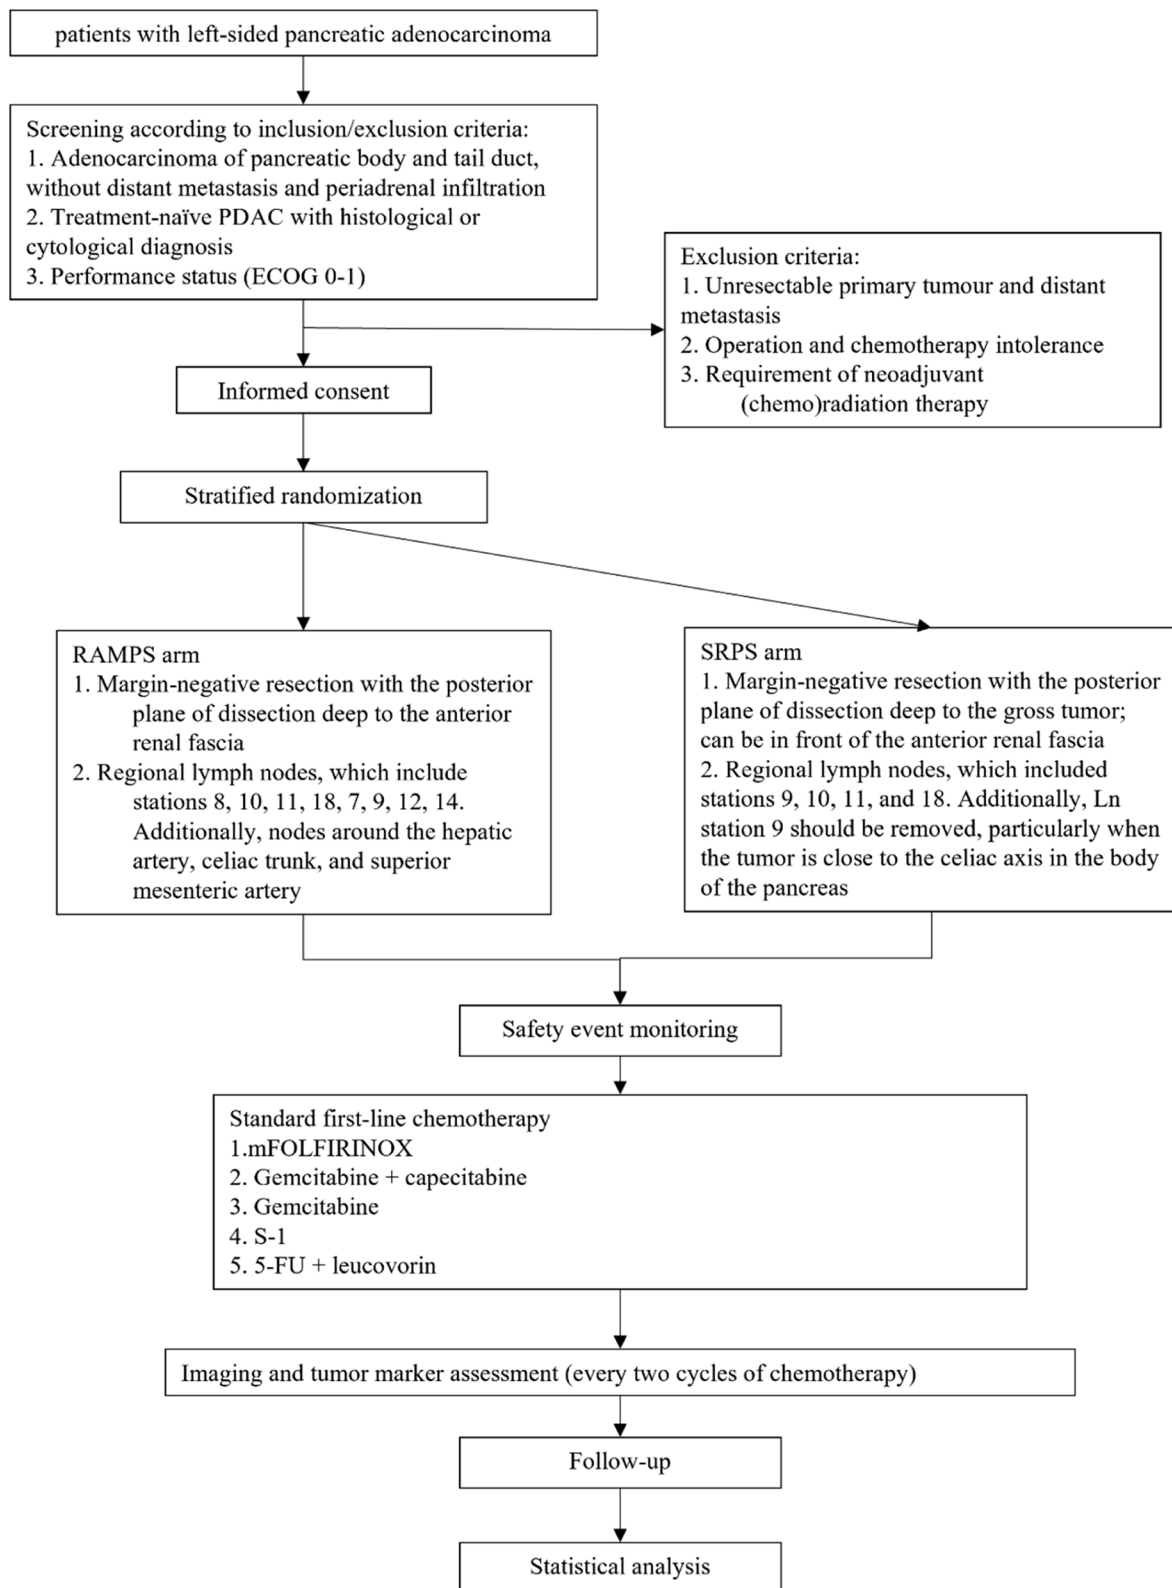 patients with left-sided pancreatic adenocarcinoma
Screening according to inclusion/exclusion criteria:
1. Adenocarcinoma of pancreatic body and tail duct,
without distant metastasis and periadrenal infiltration
2. Treatment-naïve PDAC with histological or
cytological diagnosis
3. Performance status (ECOG 0-1)
Exclusion criteria:
1. Unresectable primary tumour and distant
metastasis
2. Operation and chemotherapy intolerance
3. Requirement of neoadjuvant
(chemo)radiation therapy
Informed consent
Stratified randomization
RAMPS arm
1. Margin-negative resection with the posterior
plane of dissection deep to the anterior
renal fascia
2. Regional lymph nodes, which include
stations 8, 10, 11, 18, 7, 9, 12, 14.
Additionally, nodes around the hepatic
artery, celiac trunk, and superior
mesenteric artery
SRPS arm
1. Margin-negative resection with the posterior
plane of dissection deep to the gross tumor;
can be in front of the anterior renal fascia
2. Regional lymph nodes, which included
stations 9, 10, 11, and 18. Additionally, Ln
station 9 should be removed, particularly when
the tumor is close to the celiac axis in the body
of the pancreas
Safety event monitoring
Standard first-line chemotherapy
1.mFOLFIRINOX
2. Gemcitabine + capecitabine
3. Gemcitabine
4. S-1
5. 5-FU + leucovorin
Imaging and tumor marker assessment (every two cycles of chemotherapy)
Follow-up
Statistical analysis